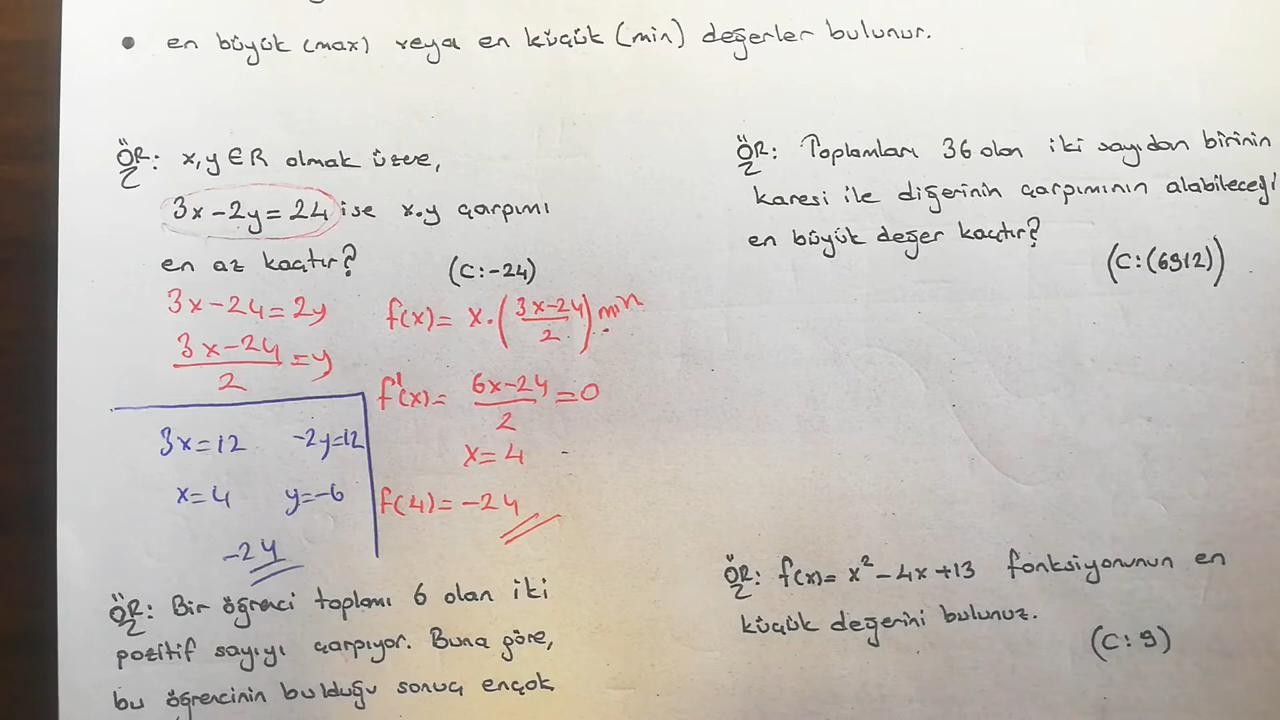 • en büyük (max) veya en küçük (min) değerler bulunur.
ÖR: x,y ∈ R olmak üzere,
3x-2y=24 ise x.y çarpımı
en az kaçtır?
(C:-24)
3x-24=2y
3x-24/2=y
f(x)= x.(3x-24/2) min
f'(x)= 6x-24/2=0
x=4
f(4)=-24
3x=12 -2y=12
x=4 y=-6
-24
ÖR: Bir öğrenci toplamı 6 olan iki
pozitif sayıyı çarpıyor. Buna göre,
bu öğrencinin bulduğu sonuç ençok
ÖR: Toplamları 36 olan iki sayıdan birinin
karesi ile diğerinin çarpımının alabileceği
en büyük değer kaçtır?
(C:(6912))
ÖR: f(x)= x²-4x+13 fonksiyonunun en
küçük değerini bulunuz.
(C:9)